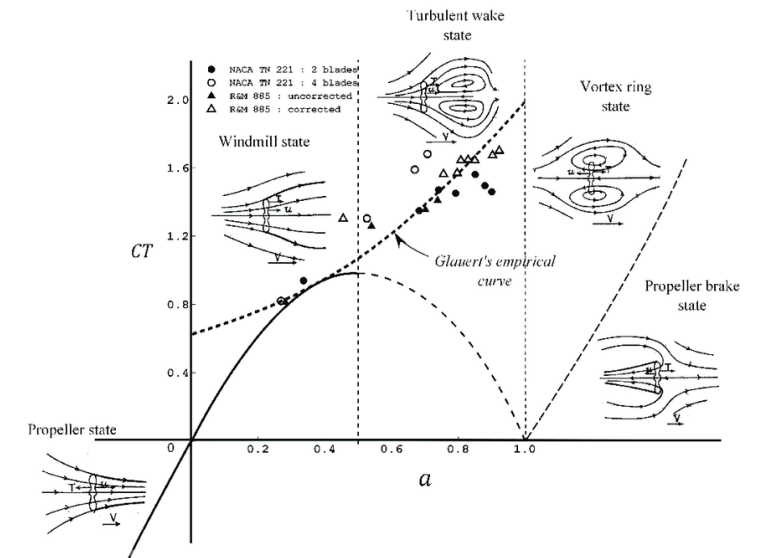 Turbulent wake
state
● NACA TN 221 : 2 blades
○ NACA TN 221 : 4 blades
▲ R&M 885 : uncorrected
△ R&M 885 : corrected
Vortex ring
state
Windmill state
2.0
1.6
1.2
0.8
0.4
0
CT
T
u
V
T
u
V
u
T
V
Glauert's empirical
curve
Propeller brake
state
u
T
V
Propeller state
T
u
V
0.2
0.4
0.6
0.8
1.0
a